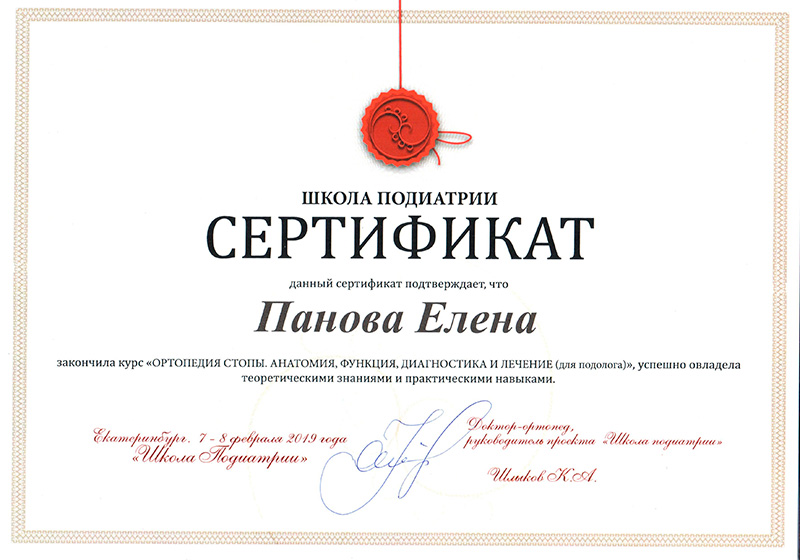 ШКОЛА ПОДИАТРИИ
СЕРТИФИКАТ
данный сертификат подтверждает, что
Панова Елена
закончила курс «ОРТОПЕДИЯ СТОПЫ. АНАТОМИЯ, ФУНКЦИЯ, ДИАГНОСТИКА И ЛЕЧЕНИЕ (для подолога)», успешно овладела
теоретическими знаниями и практическими навыками.
Екатеринбург. 7 - 8 февраля 2019 года
«Школа Подиатрии»
Доктор-ортопед,
руководитель проекта «Школа подиатрии»
Шлыков К.А.